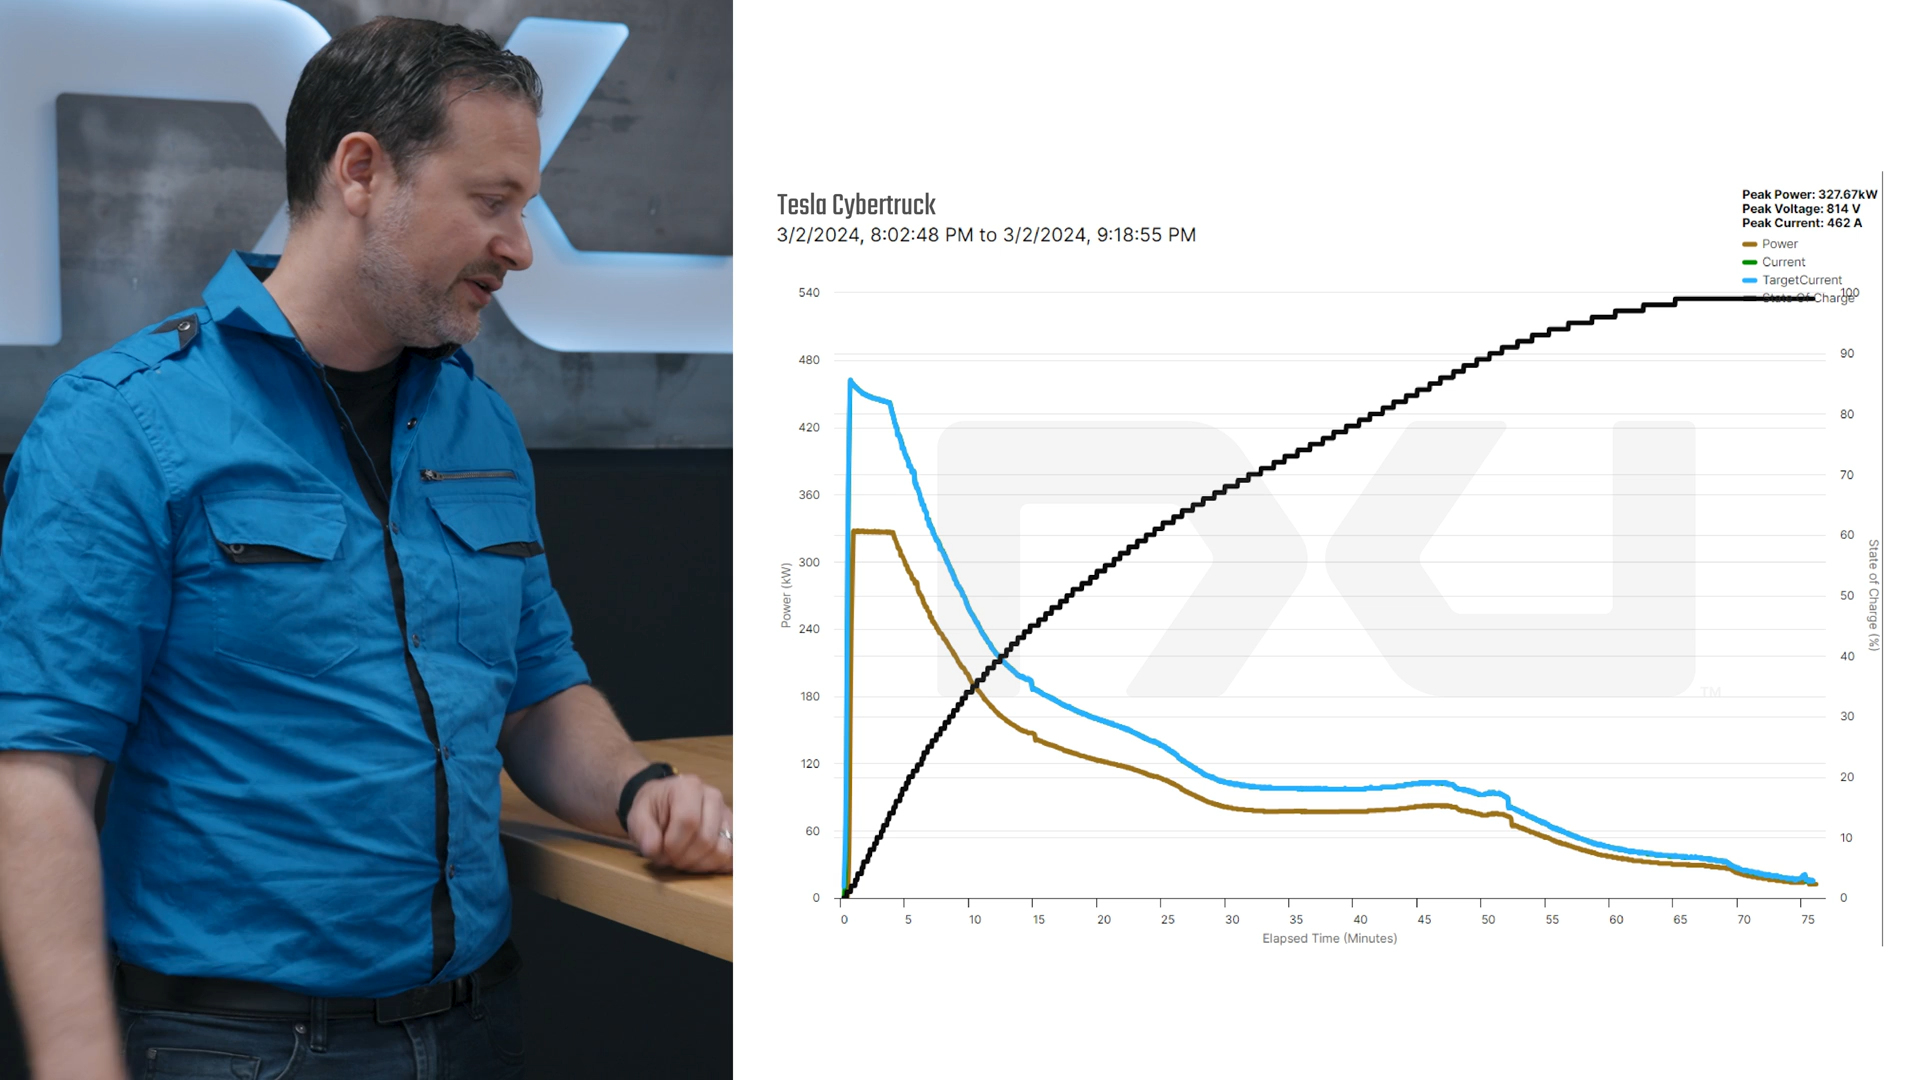 Tesla Cybertruck
3/2/2024, 8:02:48 PM to 3/2/2024, 9:18:55 PM
Peak Power: 327.67kW
Peak Voltage: 814 V
Peak Current: 462 A
Power
Current
TargetCurrent
State Of Charge
540
480
420
360
300
240
180
120
60
0
Power (kW)
100
90
80
70
60
50
40
30
20
10
0
State of Charge (%)
TM
0 5 10 15 20 25 30 35 40 45 50 55 60 65 70 75
Elapsed Time (Minutes)